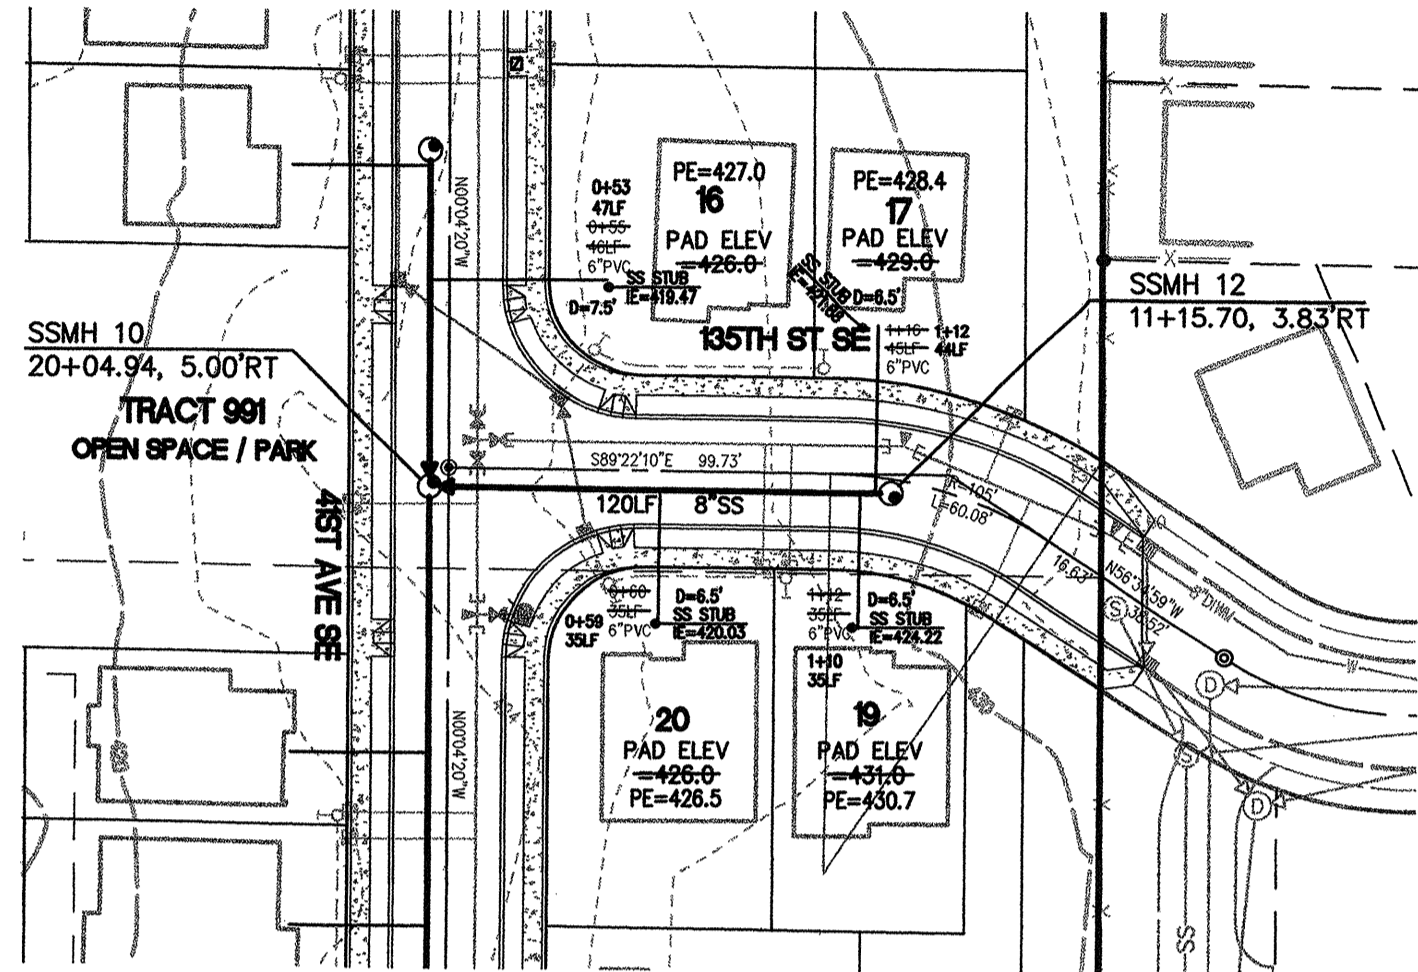 PE=427.0
16
PAD ELEV
=426.0
PE=428.4
17
PAD ELEV
=429.0
0+53
47LF
0+55
46LF
6"PVC
SS STUB
IE=419.47
D=7.5'
N00°04'20"W
SS STUB
D=6.5'
135TH ST SE
1+16
1+12
45LF
44LF
6"PVC
SSMH 12
11+15.70, 3.83'RT
SSMH 10
20+04.94, 5.00'RT
TRACT 991
OPEN SPACE / PARK
41ST AVE SE
S89°22'10"E 99.73'
120LF 8"SS
R=105'
L=60.08'
16.63'
N56°34'59"W
38.52'
8"DIWM
S
W
D
S
D
SS
0+60
35LF
6"PVC
0+59
35LF
D=6.5'
SS STUB
IE=420.03
1+12
35LF
6"PVC
D=6.5'
SS STUB
IE=424.22
1+10
35LF
20
PAD ELEV
=426.0
PE=426.5
19
PAD ELEV
=431.0
PE=430.7
430
N00°04'20"W